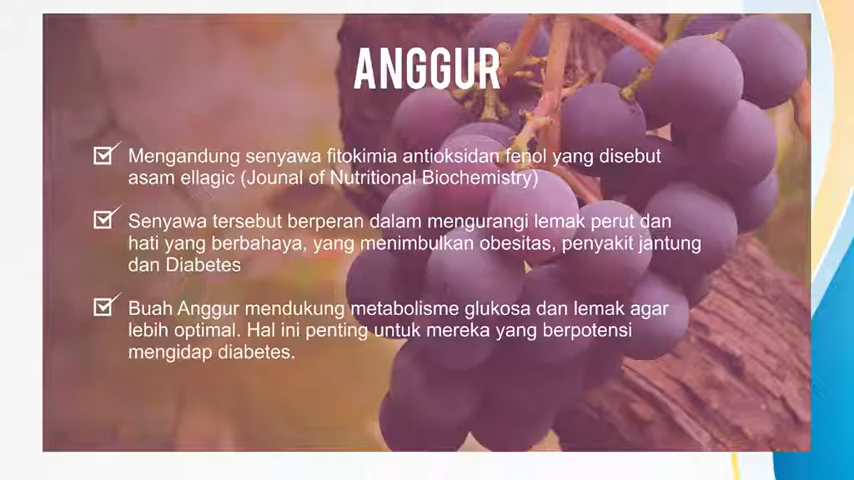 ANGGUR
Mengandung senyawa fitokimia antioksidan fenol yang disebut
asam ellagic (Jounal of Nutritional Biochemistry)
Senyawa tersebut berperan dalam mengurangi lemak perut dan
hati yang berbahaya, yang menimbulkan obesitas, penyakit jantung
dan Diabetes
Buah Anggur mendukung metabolisme glukosa dan lemak agar
lebih optimal. Hal ini penting untuk mereka yang berpotensi
mengidap diabetes.